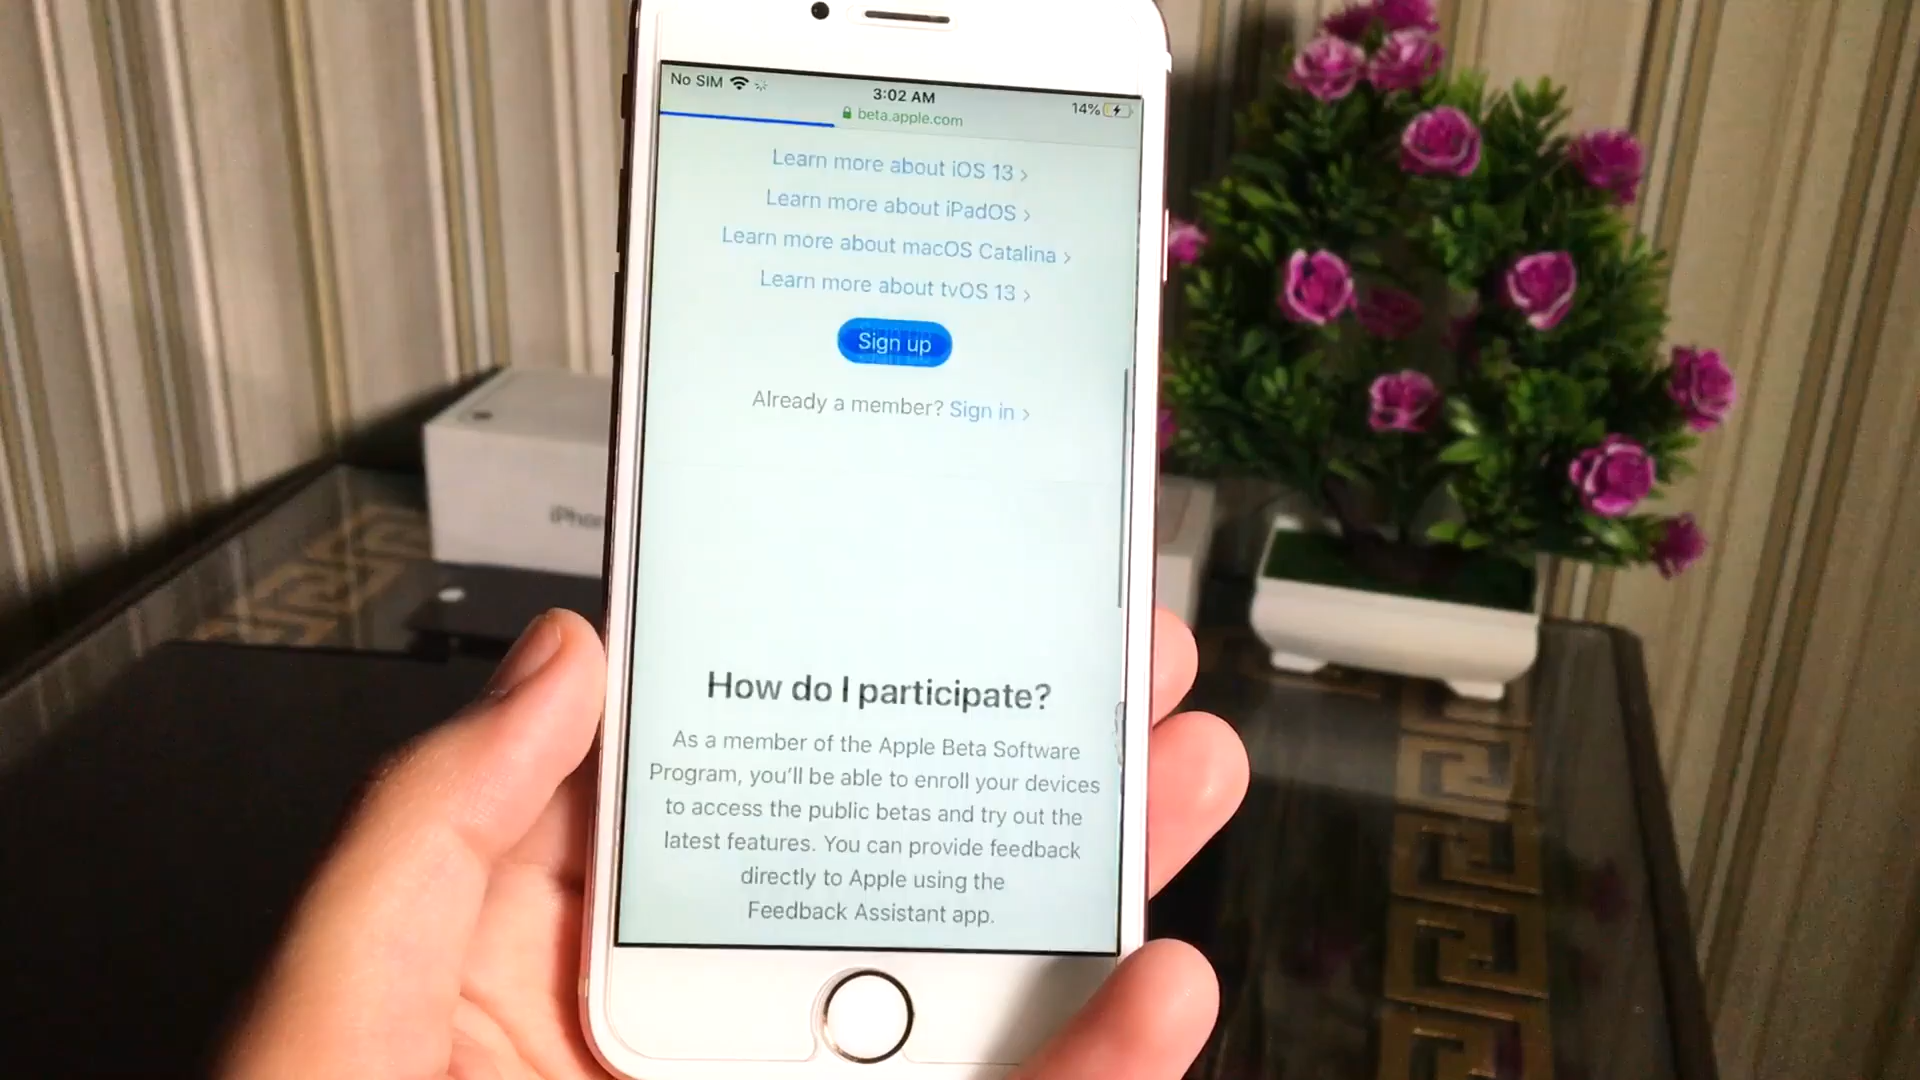 No SIM
3:02 AM
14%
beta.apple.com
Learn more about iOS 13 >
Learn more about iPadOS >
Learn more about macOS Catalina >
Learn more about tvOS 13 >
Sign up
Already a member? Sign in >
How do I participate?
As a member of the Apple Beta Software
Program, you'll be able to enroll your devices
to access the public betas and try out the
latest features. You can provide feedback
directly to Apple using the
Feedback Assistant app.
iPhon